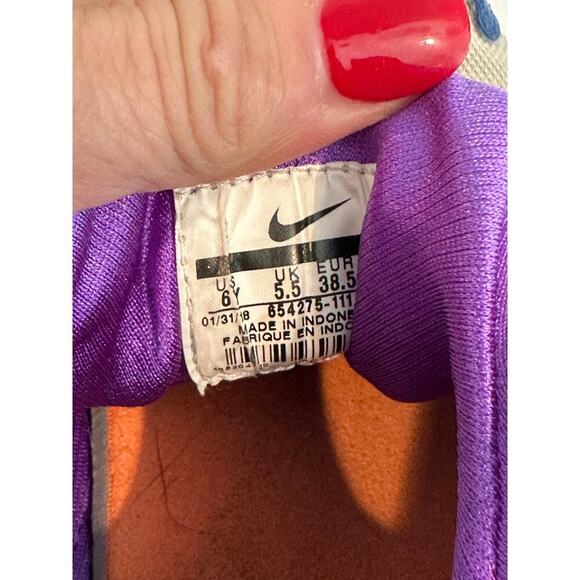 US UK EUR
6Y 5.5 38.5
01/31/18 654275-111
MADE IN INDONE
FABRIQUE EN INDO